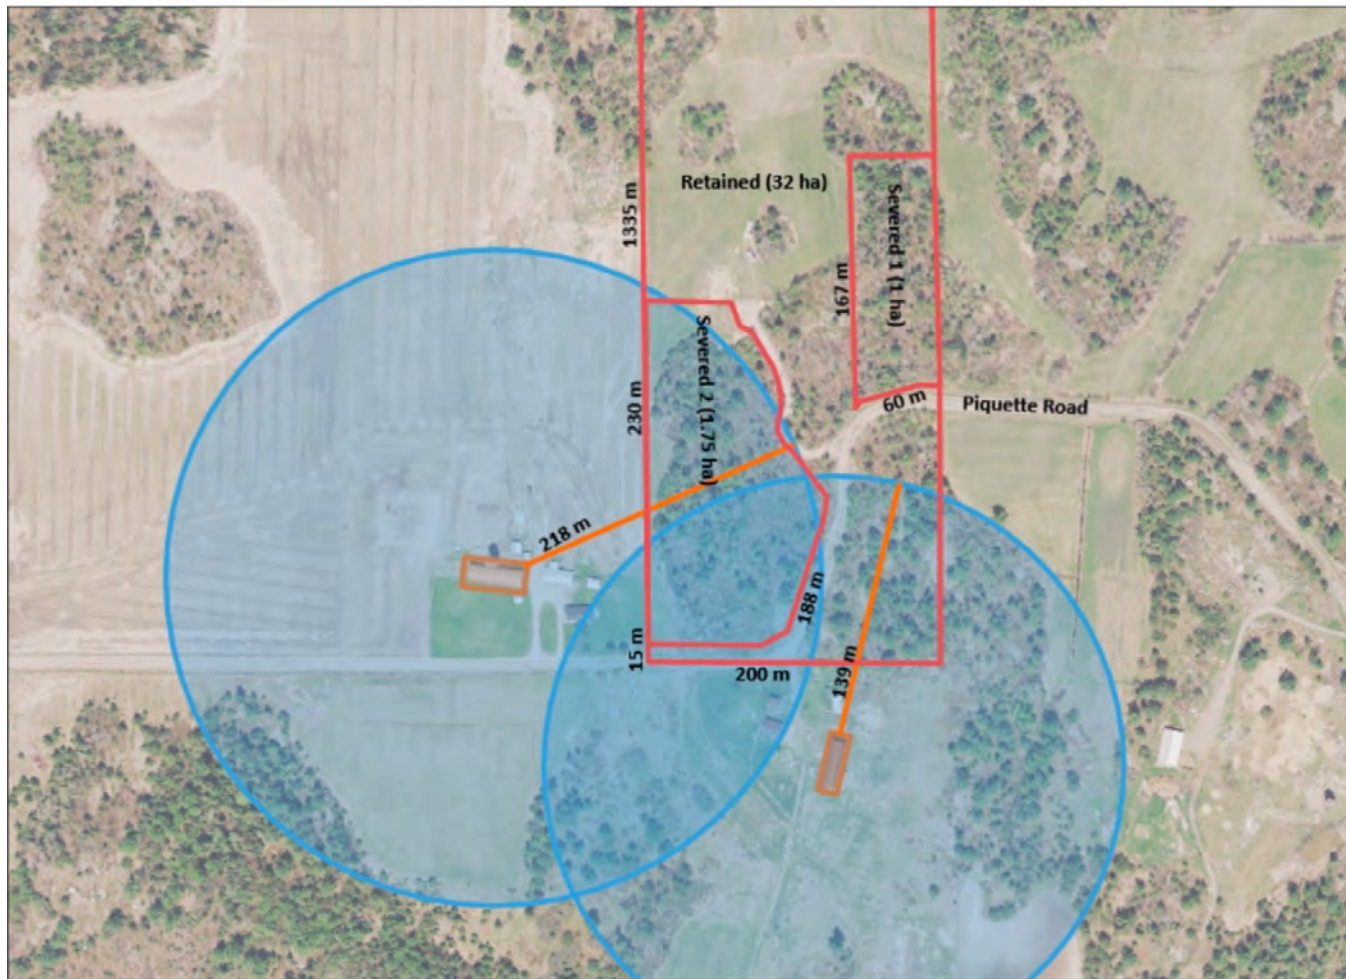 1335 m
Retained (32 ha)
Severed 1 (1 ha)
167 m
60 m
Piquette Road
230 m
Severed 2 (1.75 ha)
218 m
188 m
15 m
200 m
139 m